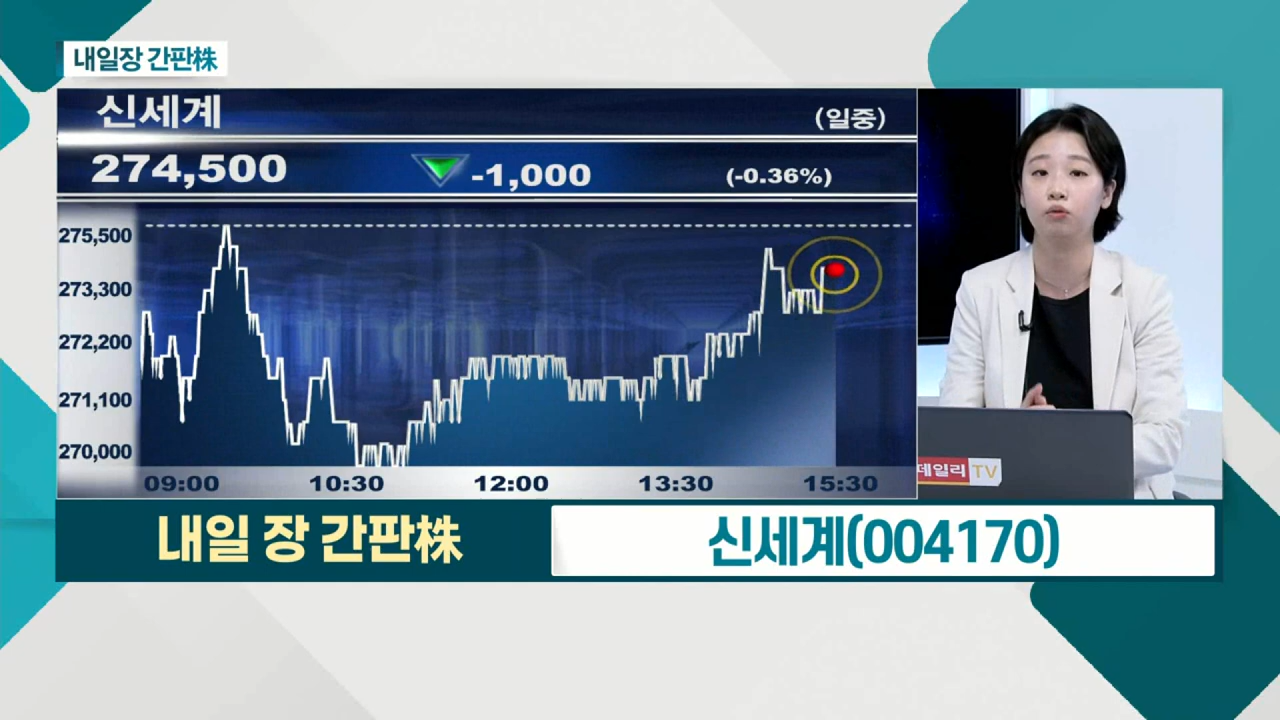 내일장 간판株
신세계
(일중)
274,500 -1,000 (-0.36%)
275,500
273,300
272,200
271,100
270,000
09:00 10:30 12:00 13:30 15:30
데일리 TV
내일 장 간판株
신세계(004170)